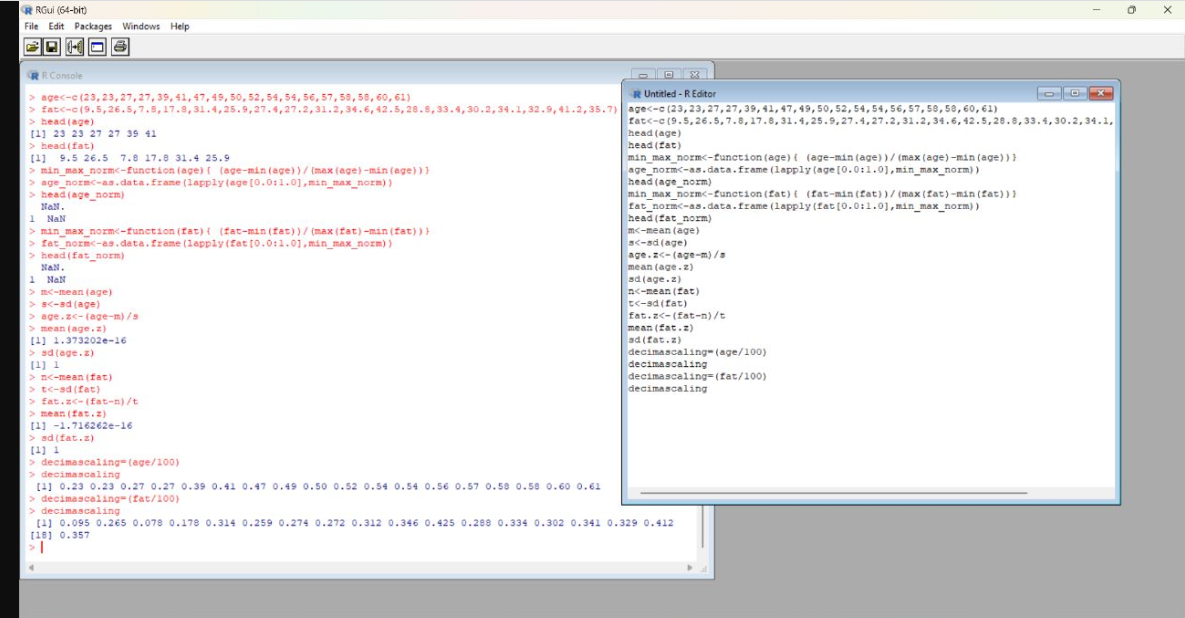 RGui (64-bit)
File Edit Packages Windows Help
R Console
> age<-c(23,23,27,27,39,41,47,49,50,52,54,54,56,57,58,58,60,61)
> fat<-c(9.5,26.5,7.8,17.8,31.4,25.9,27.4,27.2,31.2,34.6,42.5,28.8,33.4,30.2,34.1,32.9,41.2,35.7)
> head(age)
[1] 23 23 27 27 39 41
> head(fat)
[1]  9.5 26.5  7.8 17.8 31.4 25.9
> min_max_norm<-function(age){ (age-min(age))/(max(age)-min(age))}
> age_norm<-as.data.frame(lapply(age[0.0:1.0],min_max_norm))
> head(age_norm)
  NaN.
1  NaN
> min_max_norm<-function(fat){ (fat-min(fat))/(max(fat)-min(fat))}
> fat_norm<-as.data.frame(lapply(fat[0.0:1.0],min_max_norm))
> head(fat_norm)
  NaN.
1  NaN
> m<-mean(age)
> s<-sd(age)
> age.z<-(age-m)/s
> mean(age.z)
[1] 1.373202e-16
> sd(age.z)
[1] 1
> n<-mean(fat)
> t<-sd(fat)
> fat.z<-(fat-n)/t
> mean(fat.z)
[1] -1.716262e-16
> sd(fat.z)
[1] 1
> decimascaling=(age/100)
> decimascaling
 [1] 0.23 0.23 0.27 0.27 0.39 0.41 0.47 0.49 0.50 0.52 0.54 0.54 0.56 0.57 0.58 0.58 0.60 0.61
> decimascaling=(fat/100)
> decimascaling
 [1] 0.095 0.265 0.078 0.178 0.314 0.259 0.274 0.272 0.312 0.346 0.425 0.288 0.334 0.302 0.341 0.329 0.412
[18] 0.357
>
Untitled - R Editor
age<-c(23,23,27,27,39,41,47,49,50,52,54,54,56,57,58,58,60,61)
fat<-c(9.5,26.5,7.8,17.8,31.4,25.9,27.4,27.2,31.2,34.6,42.5,28.8,33.4,30.2,34.1,
head(age)
head(fat)
min_max_norm<-function(age){ (age-min(age))/(max(age)-min(age))}
age_norm<-as.data.frame(lapply(age[0.0:1.0],min_max_norm))
head(age_norm)
min_max_norm<-function(fat){ (fat-min(fat))/(max(fat)-min(fat))}
fat_norm<-as.data.frame(lapply(fat[0.0:1.0],min_max_norm))
head(fat_norm)
m<-mean(age)
s<-sd(age)
age.z<-(age-m)/s
mean(age.z)
sd(age.z)
n<-mean(fat)
t<-sd(fat)
fat.z<-(fat-n)/t
mean(fat.z)
sd(fat.z)
decimascaling=(age/100)
decimascaling
decimascaling=(fat/100)
decimascaling